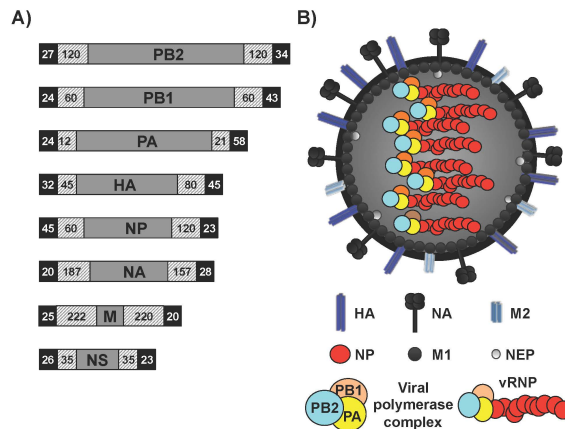 A)
B)
27 120 PB2 120 34
24 60 PB1 60 43
24 12 PA 21 58
32 45 HA 80 45
45 60 NP 120 23
20 187 NA 157 28
25 222 M 220 20
26 35 NS 35 23
HA NA M2
NP M1 NEP
PB1
PB2 PA
Viral
polymerase
complex
vRNP